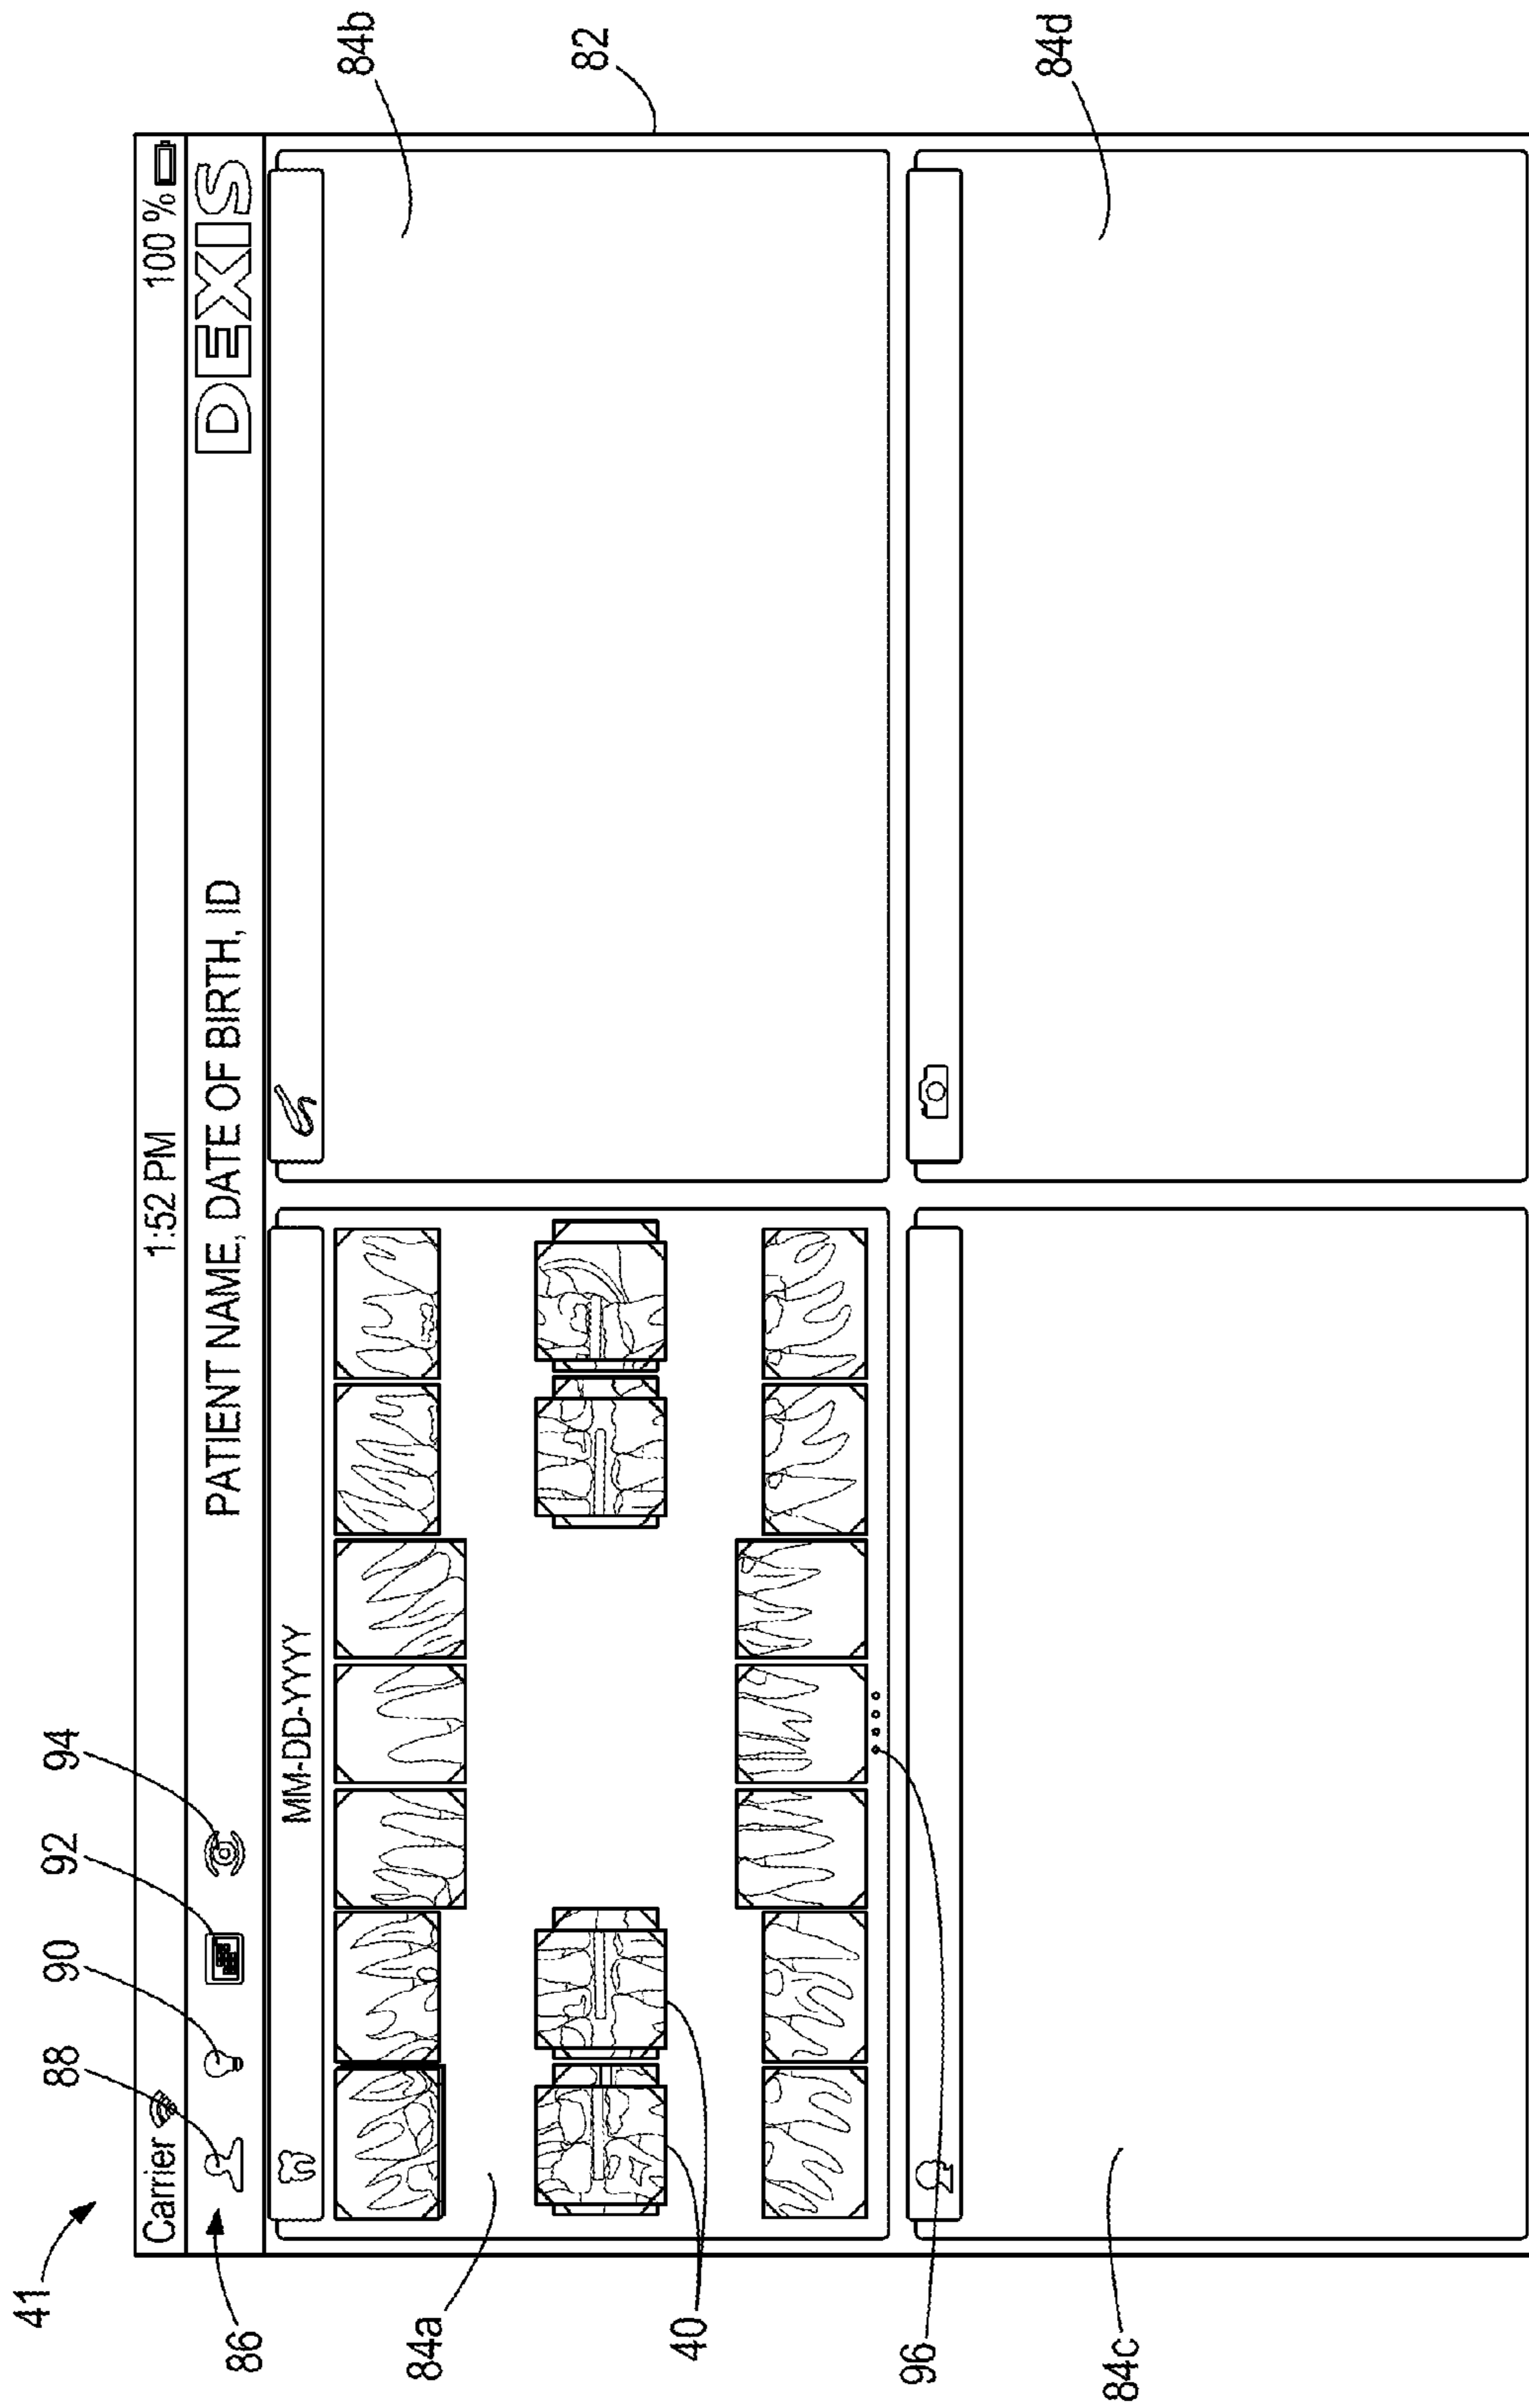 41
88
90
92
94
86
Carrier
1:52 PM
100 %
PATIENT NAME, DATE OF BIRTH, ID
DEXIS
MM-DD-YYYY
84a
84b
40
82
96
84c
84d